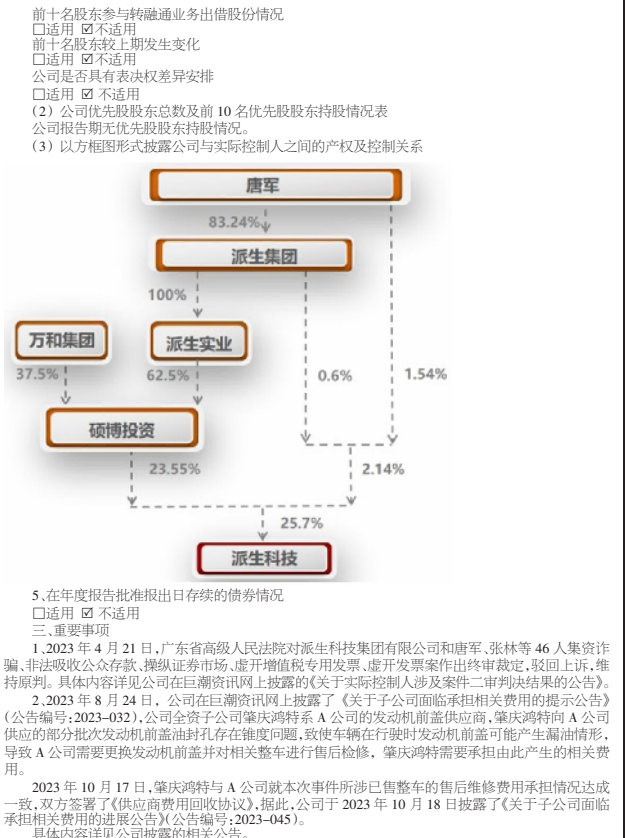 前十名股东参与转融通业务出借股份情况
□适用 ☑不适用
前十名股东较上期发生变化
□适用 ☑不适用
公司是否具有表决权差异安排
□适用 ☑ 不适用
（2）公司优先股股东总数及前 10 名优先股股东持股情况表
公司报告期无优先股股东持股情况。
（3）以方框图形式披露公司与实际控制人之间的产权及控制关系
唐军
83.24%
派生集团
100%
万和集团
派生实业
37.5%
62.5%
0.6%
1.54%
硕博投资
23.55%
2.14%
25.7%
派生科技
5、在年度报告批准报出日存续的债券情况
□适用 ☑ 不适用
三、重要事项
1、2023 年 4 月 21 日，广东省高级人民法院对派生科技集团有限公司和唐军、张林等 46 人集资诈
骗、非法吸收公众存款、操纵证券市场、虚开增值税专用发票、虚开发票案作出终审裁定，驳回上诉，维
持原判。具体内容详见公司在巨潮资讯网上披露的《关于实际控制人涉及案件二审判决结果的公告》。
2、2023 年 8 月 24 日，公司在巨潮资讯网上披露了《关于子公司面临承担相关费用的提示公告》
（公告编号：2023-032），公司全资子公司肇庆鸿特系 A 公司的发动机前盖供应商，肇庆鸿特向 A 公司
供应的部分批次发动机前盖油封孔存在锥度问题，致使车辆在行驶时发动机前盖可能产生漏油情形，
导致 A 公司需要更换发动机前盖并对相关整车进行售后检修，肇庆鸿特需要承担由此产生的相关费
用。
2023 年 10 月 17 日，肇庆鸿特与 A 公司就本次事件所涉已售整车的售后维修费用承担情况达成
一致，双方签署了《供应商费用回收协议》，据此，公司于 2023 年 10 月 18 日披露了《关于子公司面临
承担相关费用的进展公告》（公告编号：2023-045）。
具体内容详见公司披露的相关公告。